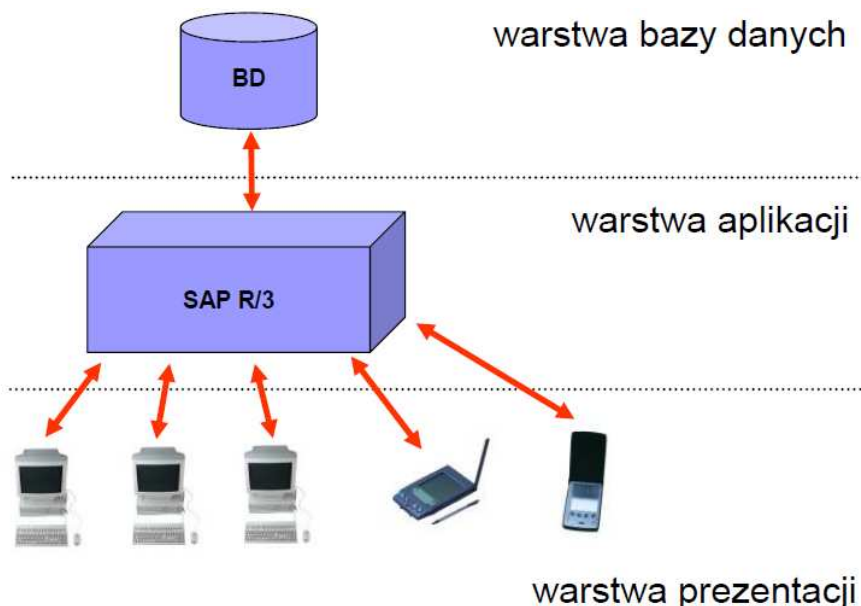 warstwa bazy danych
BD
warstwa aplikacji
SAP R/3
warstwa prezentacji